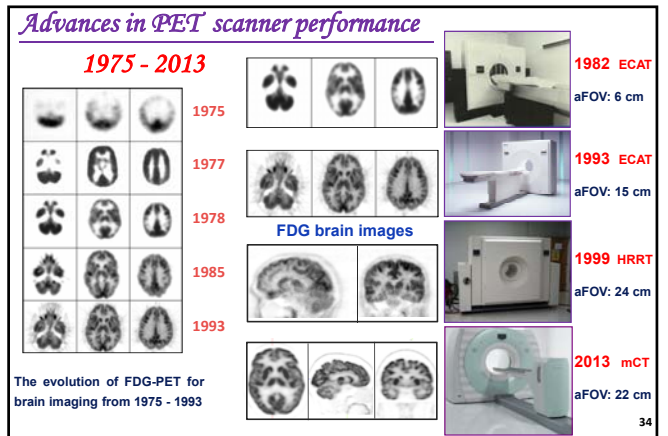 Advances in PET scanner performance
1975 - 2013
1975
1977
1978
1985
1993
The evolution of FDG-PET for
brain imaging from 1975 - 1993
FDG brain images
1982 ECAT
aFOV: 6 cm
1993 ECAT
aFOV: 15 cm
1999 HRRT
aFOV: 24 cm
2013 mCT
aFOV: 22 cm
34